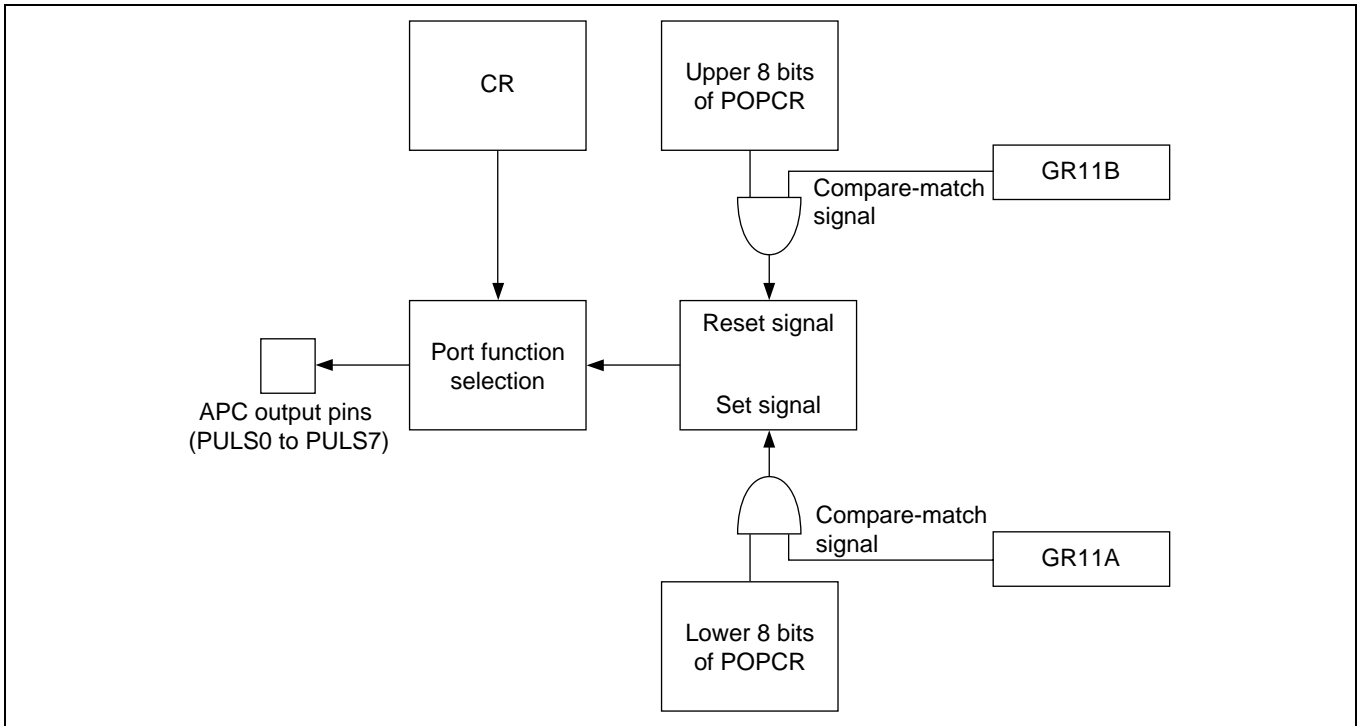 CR
Upper 8 bits
of POPCR
GR11B
Compare-match
signal
Reset signal
Port function
selection
Set signal
APC output pins
(PULS0 to PULS7)
Compare-match
signal
GR11A
Lower 8 bits
of POPCR